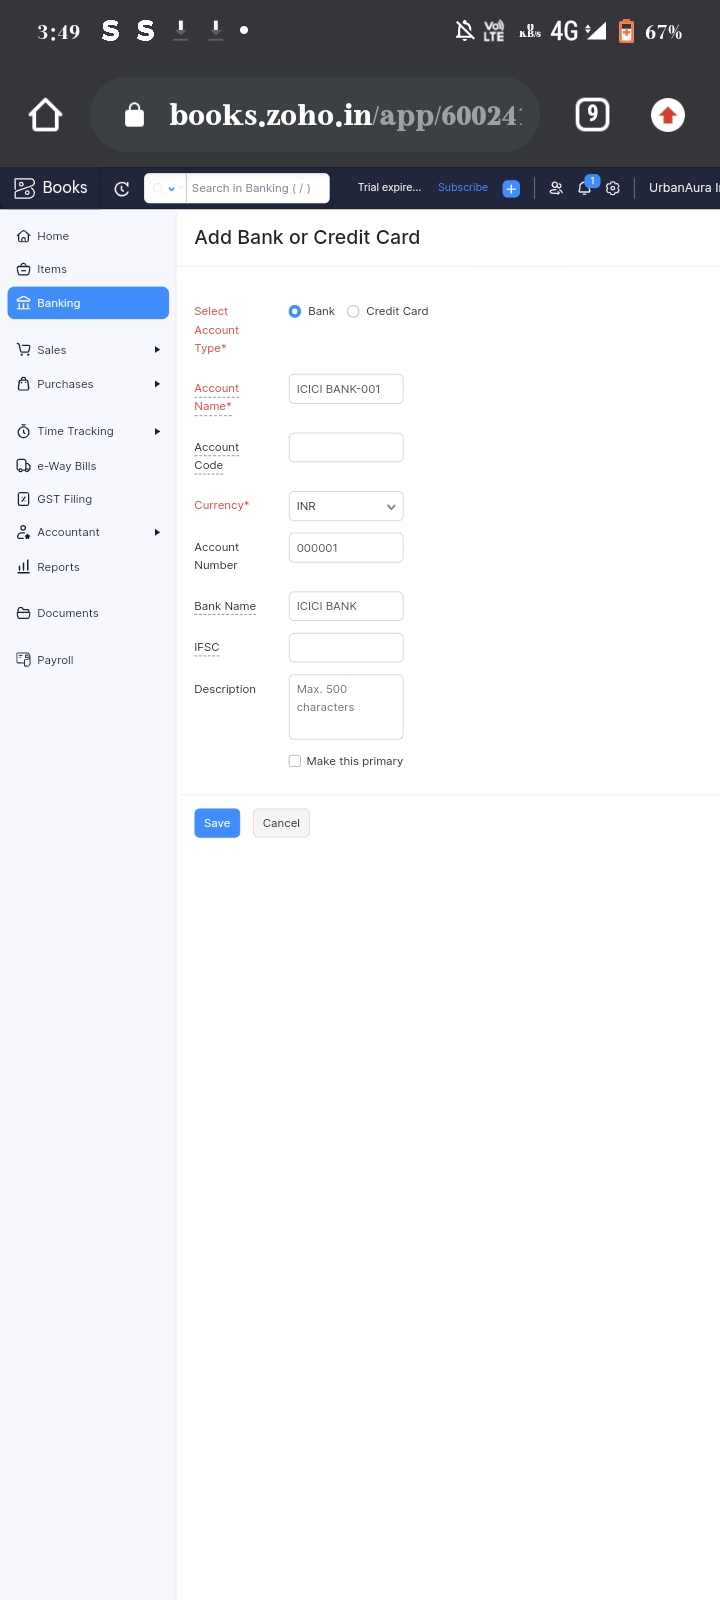 3:49 S S Vo) LTE 0 KB/s 4G 67%
books.zoho.in/app/60024 9
Books Search in Banking ( / ) Trial expire... Subscribe 1 UrbanAura
Add Bank or Credit Card
Home
Items
Banking
Sales
Purchases
Time Tracking
e-Way Bills
GST Filing
Accountant
Reports
Documents
Payroll
Select Bank Credit Card
Account
Type*
Account ICICI BANK-001
Name*
Account
Code
Currency* INR
Account 000001
Number
Bank Name ICICI BANK
IFSC
Description Max. 500
characters
Make this primary
Save Cancel